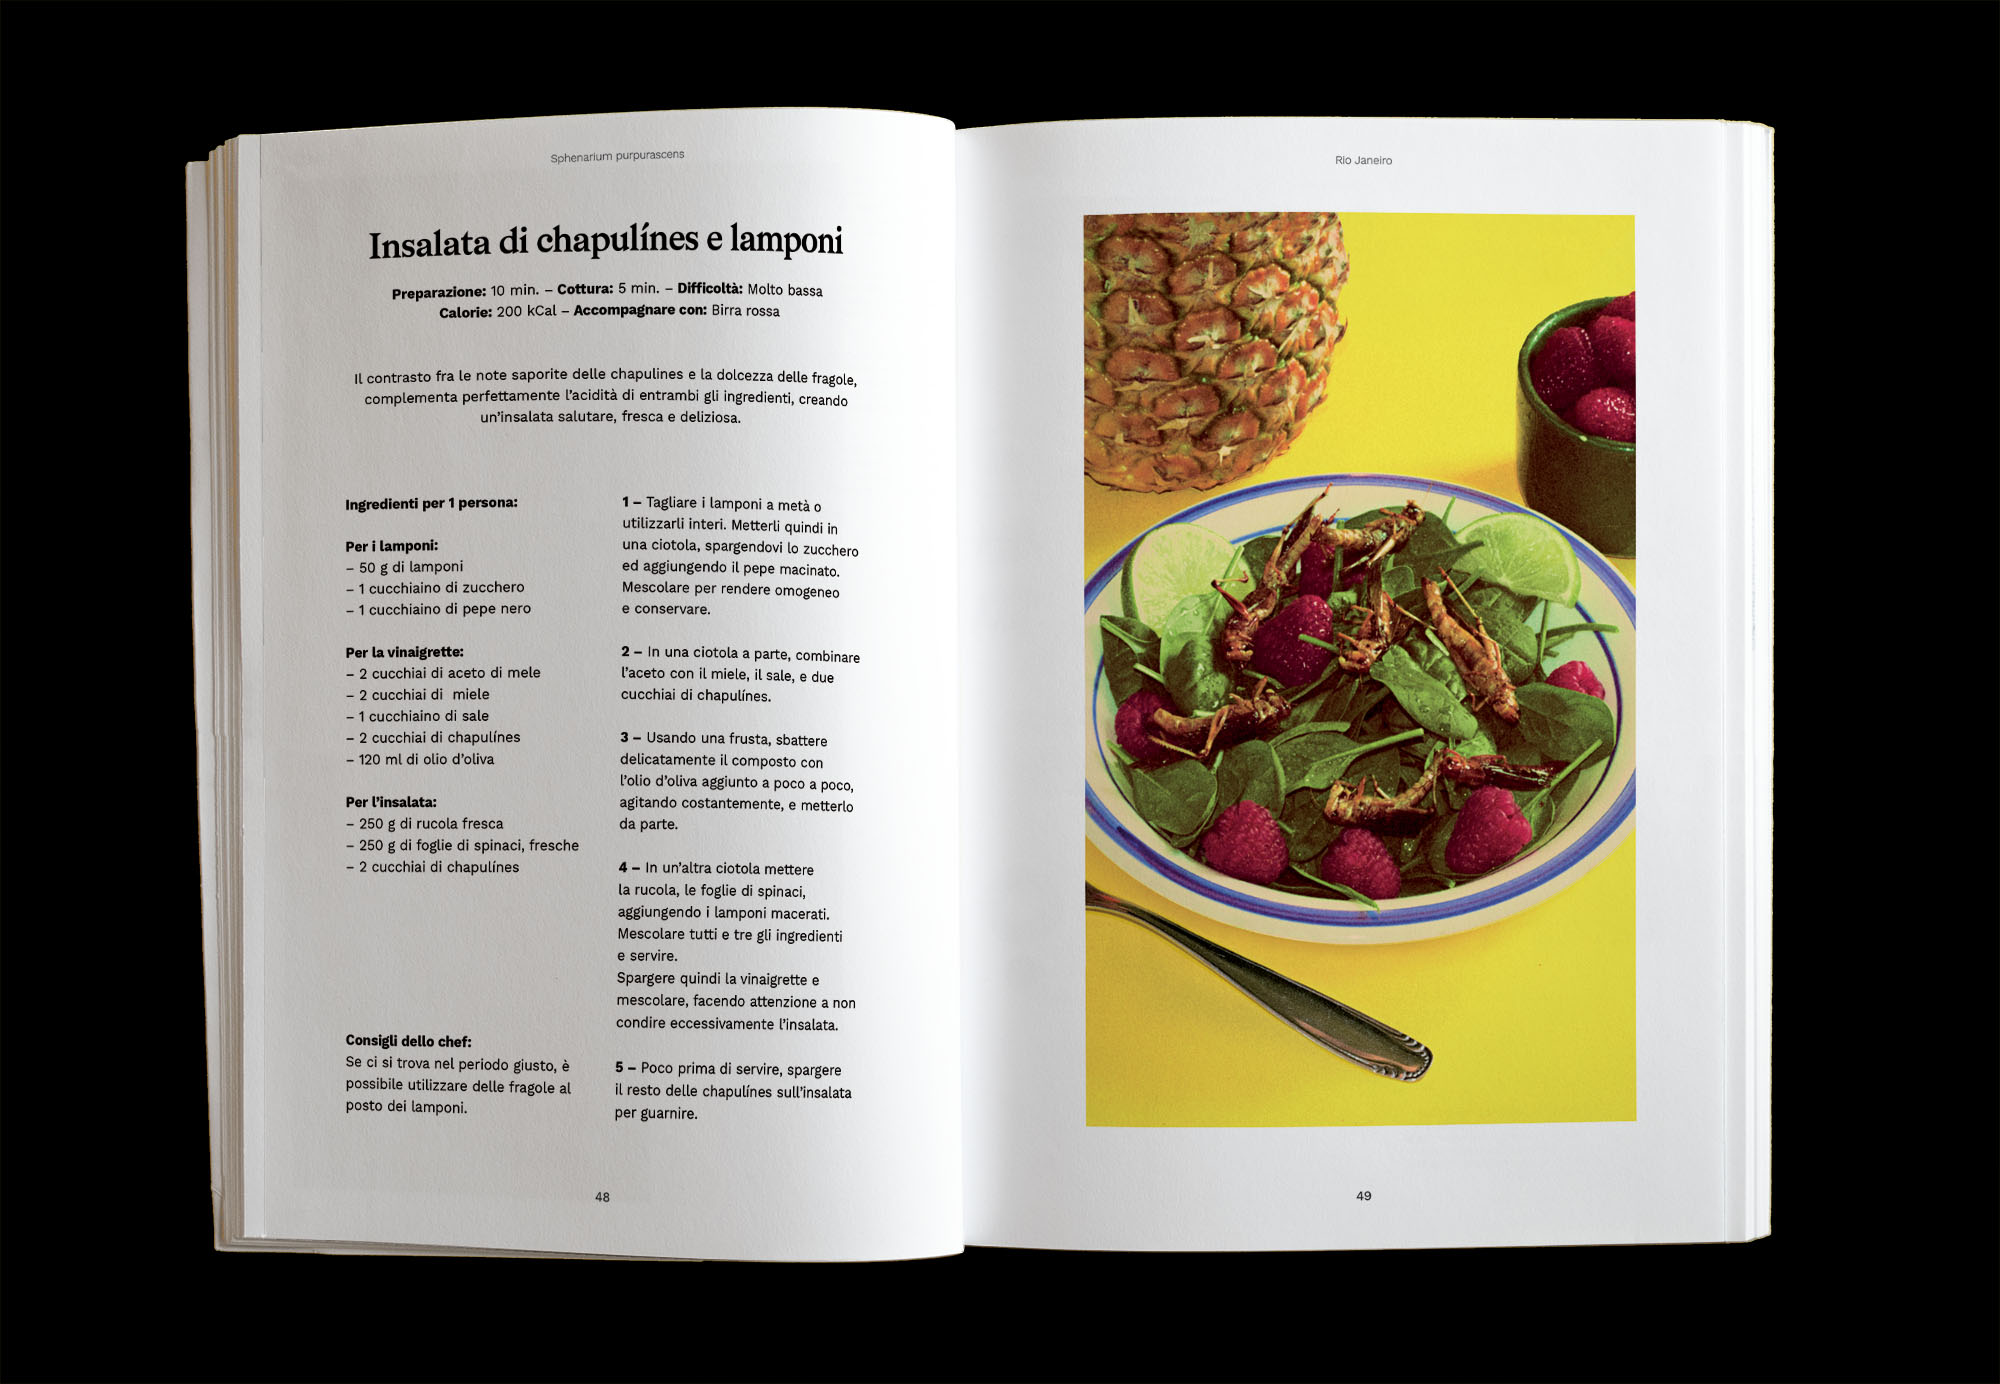 Sphenarium purpurascens
Insalata di chapulínes e lamponi
Preparazione: 10 min. – Cottura: 5 min. – Difficoltà: Molto bassa
Calorie: 200 kCal – Accompagnare con: Birra rossa
Il contrasto fra le note saporite delle chapulines e la dolcezza delle fragole,
complementa perfettamente l'acidità di entrambi gli ingredienti, creando
un'insalata salutare, fresca e deliziosa.
Ingredienti per 1 persona:
Per i lamponi:
– 50 g di lamponi
– 1 cucchiaino di zucchero
– 1 cucchiaino di pepe nero
Per la vinaigrette:
– 2 cucchiai di aceto di mele
– 2 cucchiai di  miele
– 1 cucchiaino di sale
– 2 cucchiai di chapulínes
– 120 ml di olio d'oliva
Per l'insalata:
– 250 g di rucola fresca
– 250 g di foglie di spinaci, fresche
– 2 cucchiai di chapulínes
Consigli dello chef:
Se ci si trova nel periodo giusto, è
possibile utilizzare delle fragole al
posto dei lamponi.
1 – Tagliare i lamponi a metà o
utilizzarli interi. Metterli quindi in
una ciotola, spargendovi lo zucchero
ed aggiungendo il pepe macinato.
Mescolare per rendere omogeneo
e conservare.
2 – In una ciotola a parte, combinare
l'aceto con il miele, il sale, e due
cucchiai di chapulínes.
3 – Usando una frusta, sbattere
delicatamente il composto con
l'olio d'oliva aggiunto a poco a poco,
agitando costantemente, e metterlo
da parte.
4 – In un'altra ciotola mettere
la rucola, le foglie di spinaci,
aggiungendo i lamponi macerati.
Mescolare tutti e tre gli ingredienti
e servire.
Spargere quindi la vinaigrette e
mescolare, facendo attenzione a non
condire eccessivamente l'insalata.
5 – Poco prima di servire, spargere
il resto delle chapulínes sull'insalata
per guarnire.
48
Rio Janeiro
49